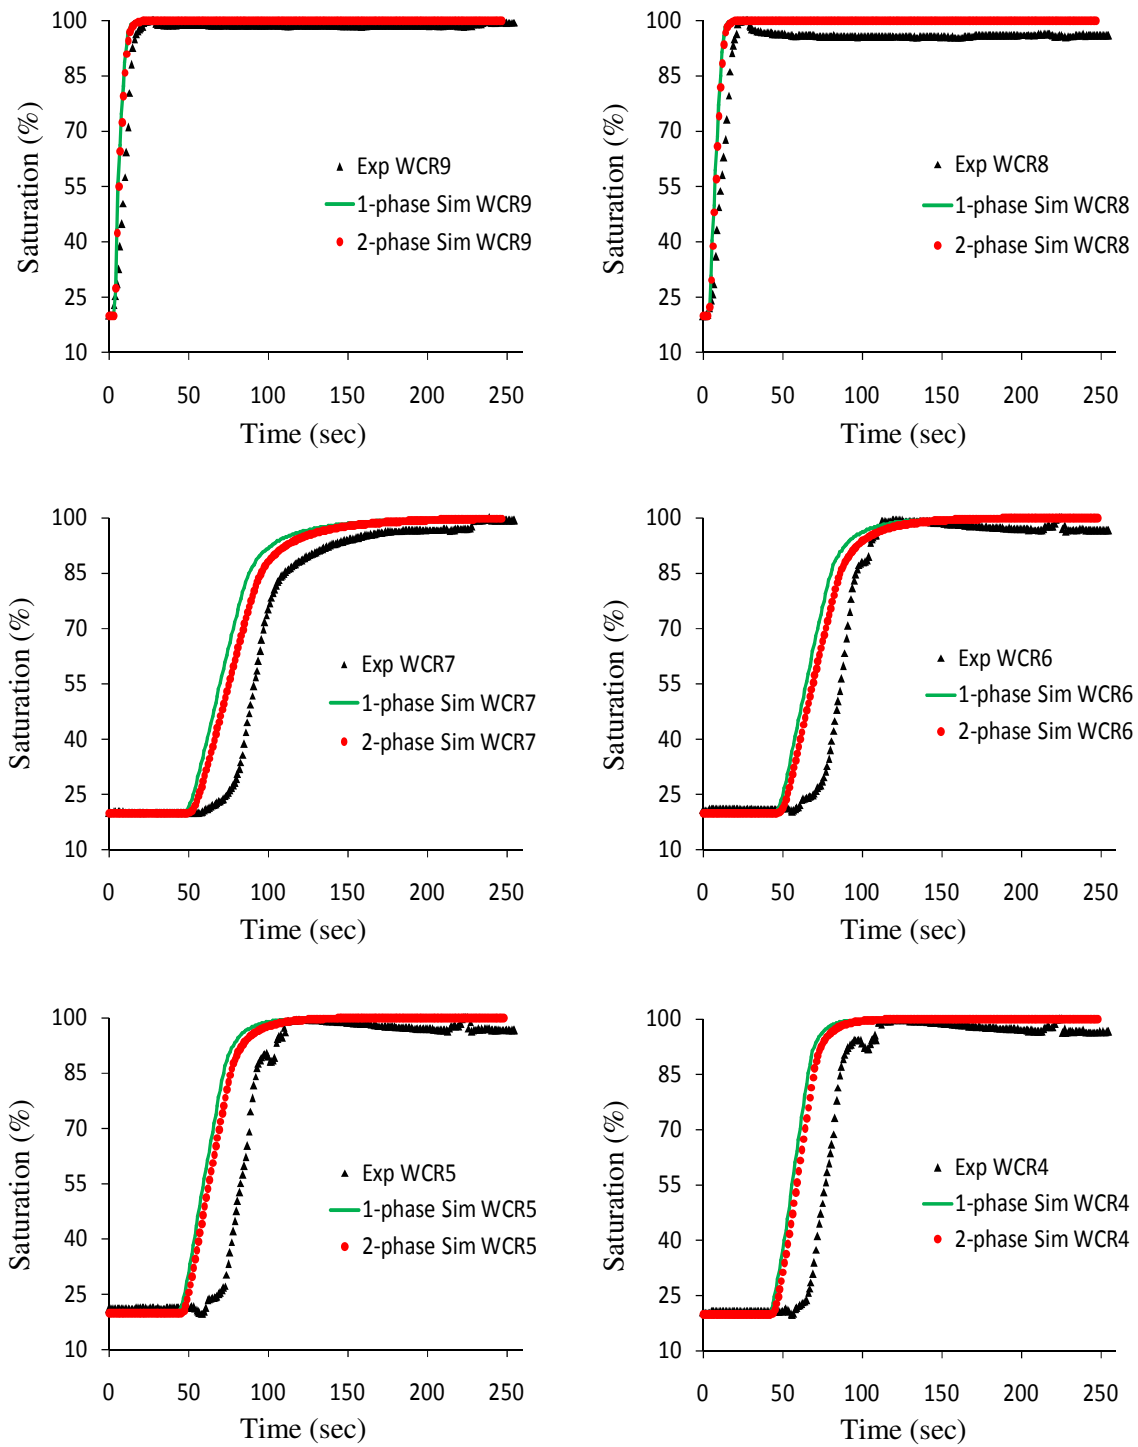 100
85
70
55
40
25
10
Saturation (%)
Exp WCR9
1-phase Sim WCR9
2-phase Sim WCR9
0 50 100 150 200 250
Time (sec)
100
85
70
55
40
25
10
Saturation (%)
Exp WCR8
1-phase Sim WCR8
2-phase Sim WCR8
0 50 100 150 200 250
Time (sec)
100
85
70
55
40
25
10
Saturation (%)
Exp WCR7
1-phase Sim WCR7
2-phase Sim WCR7
0 50 100 150 200 250
Time (sec)
100
85
70
55
40
25
10
Saturation (%)
Exp WCR6
1-phase Sim WCR6
2-phase Sim WCR6
0 50 100 150 200 250
Time (sec)
100
85
70
55
40
25
10
Saturation (%)
Exp WCR5
1-phase Sim WCR5
2-phase Sim WCR5
0 50 100 150 200 250
Time (sec)
100
85
70
55
40
25
10
Saturation (%)
Exp WCR4
1-phase Sim WCR4
2-phase Sim WCR4
0 50 100 150 200 250
Time (sec)